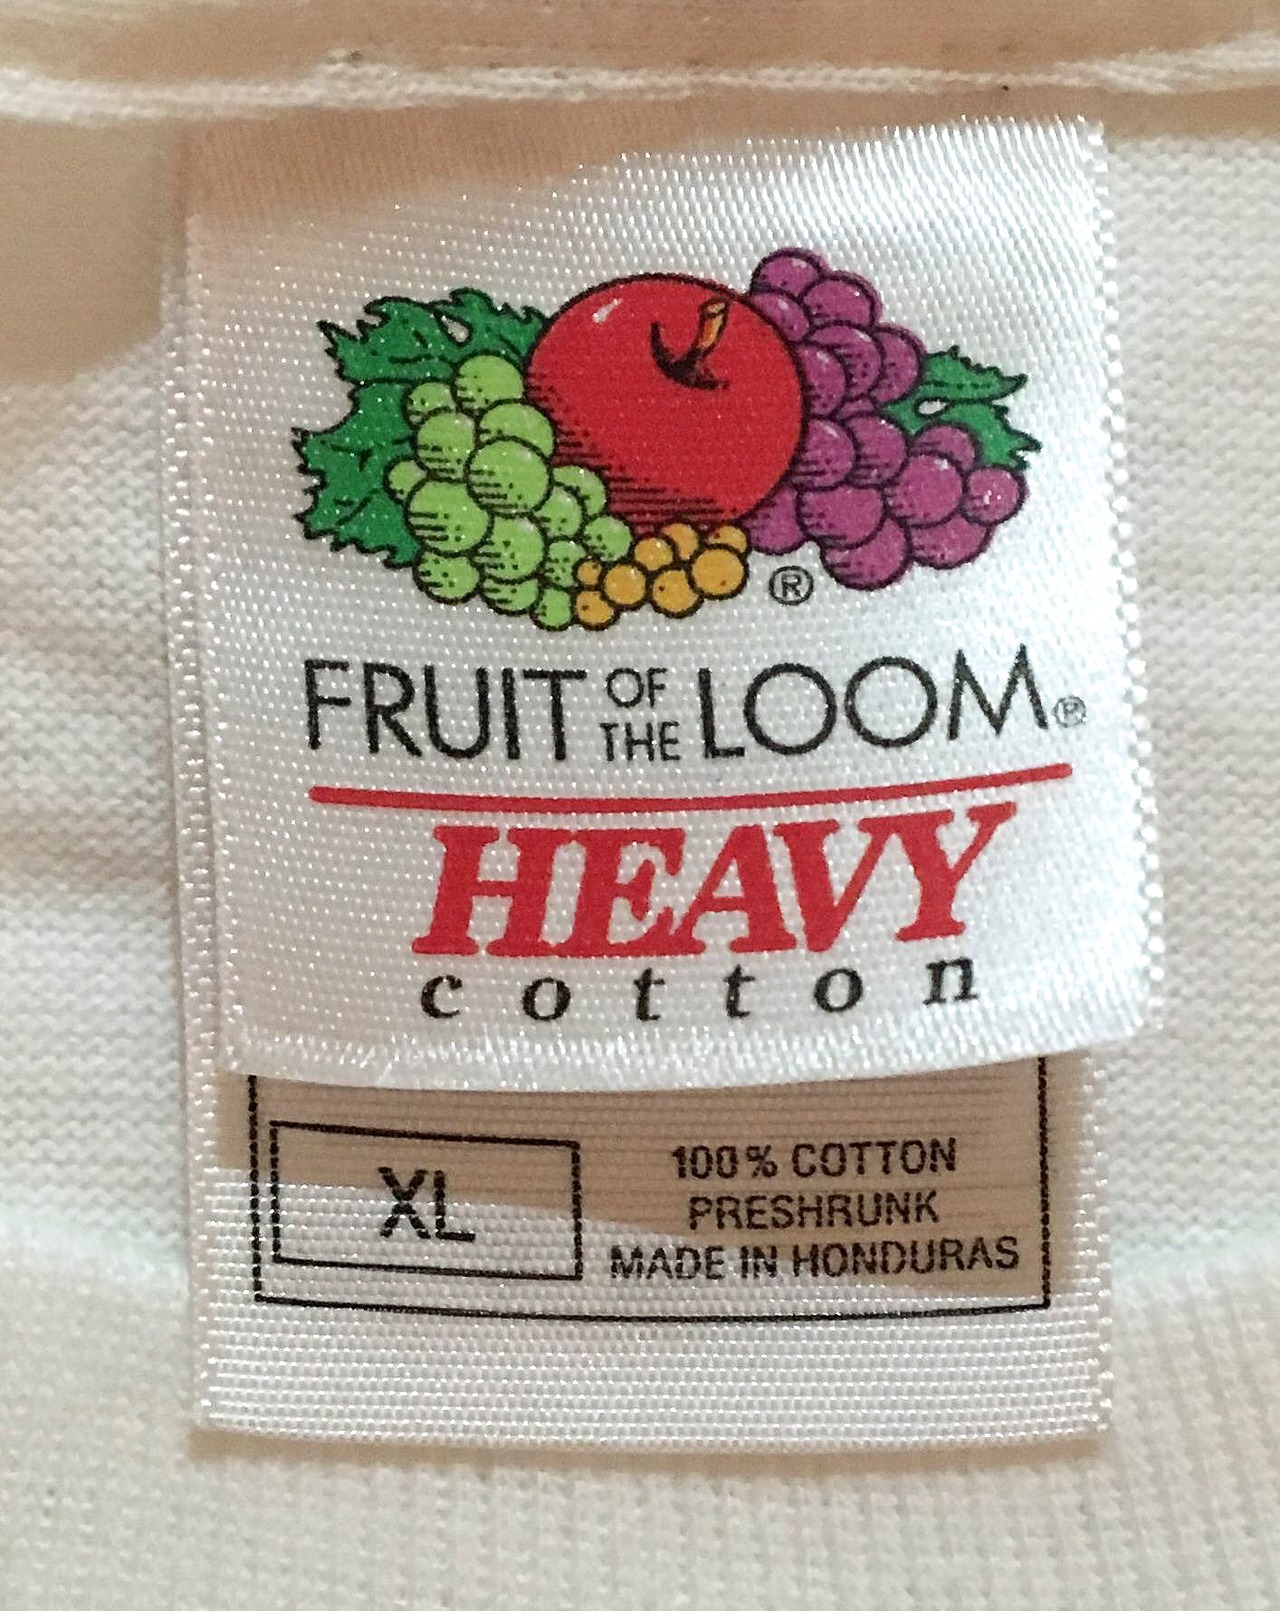 ®
FRUIT OF THE LOOM®
HEAVY
cotton
XL
100% COTTON
PRESHRUNK
MADE IN HONDURAS